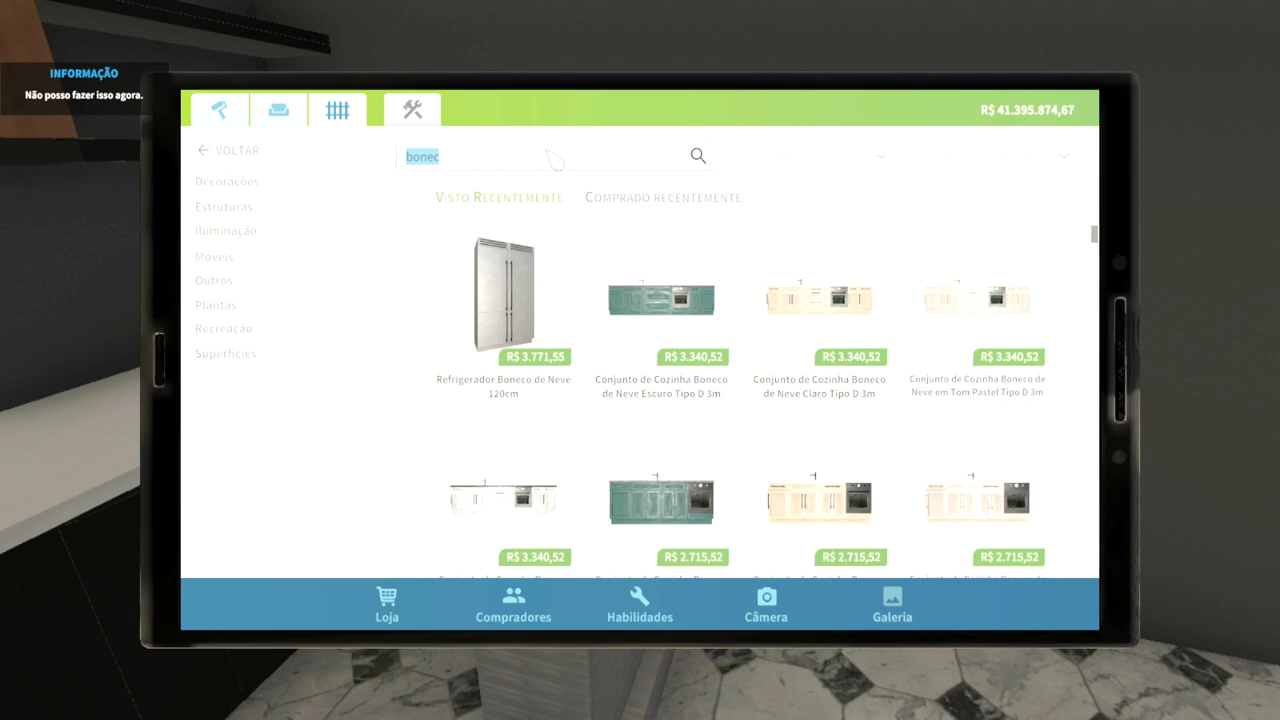 INFORMAÇÃO
Não posso fazer isso agora.
R$ 41.395.874,67
VOLTAR
bonec
Decorações
Estruturas
Iluminação
Móveis
Outros
Plantas
Recreação
Superfícies
VISTO RECENTEMENTE
COMPRADO RECENTEMENTE
R$ 3.771,55
R$ 3.340,52
R$ 3.340,52
R$ 3.340,52
Refrigerador Boneco de Neve
120cm
Conjunto de Cozinha Boneco
de Neve Escuro Tipo D 3m
Conjunto de Cozinha Boneco
de Neve Claro Tipo D 3m
Conjunto de Cozinha Boneco de
Neve em Tom Pastel Tipo D 3m
R$ 3.340,52
R$ 2.715,52
R$ 2.715,52
R$ 2.715,52
Loja
Compradores
Habilidades
Câmera
Galeria